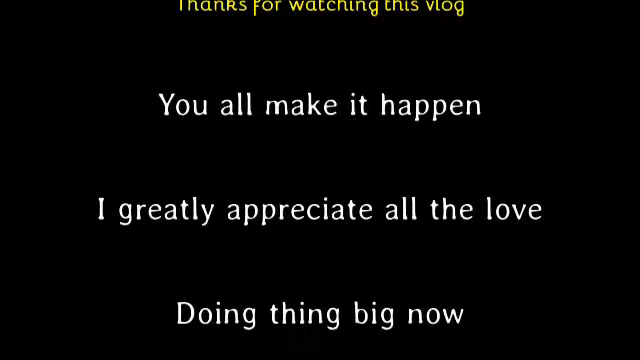 Thanks for watching this vlog
You all make it happen
I greatly appreciate all the love
Doing thing big now